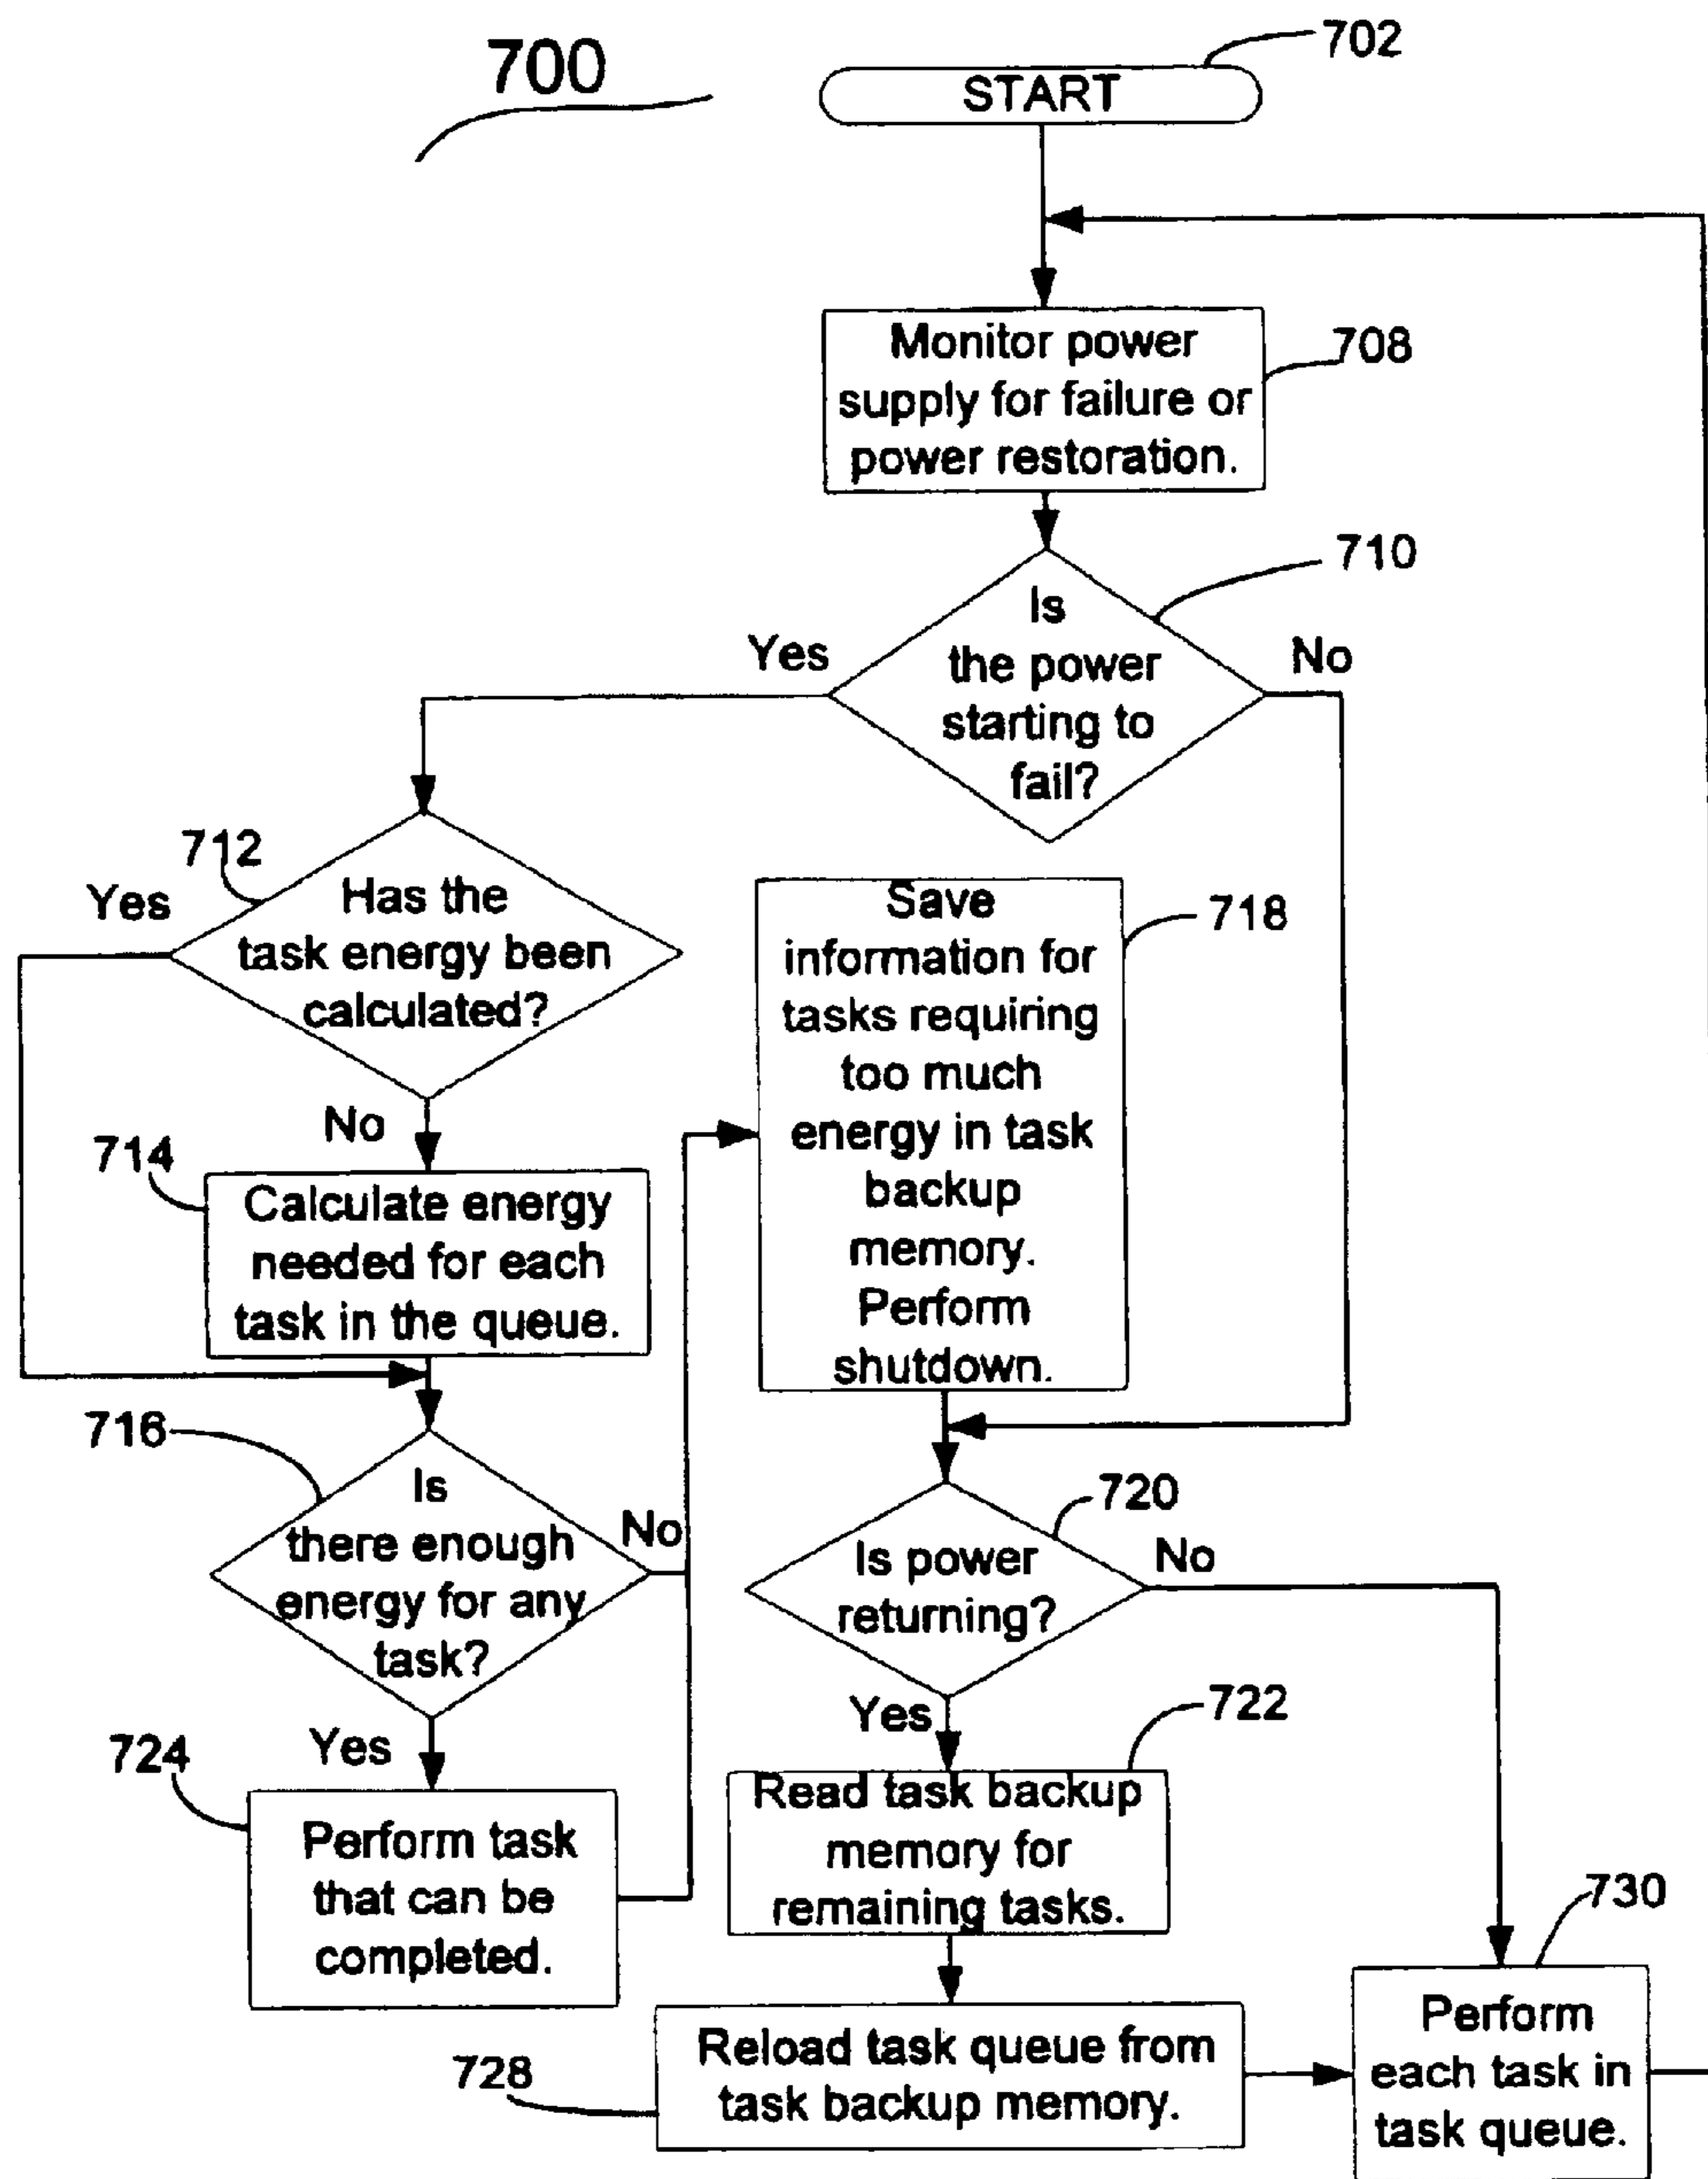 700
702
START
Monitor power
supply for failure or
power restoration.
708
710
Is
the power
starting to
fail?
Yes
No
712
Yes
Has the
task energy been
calculated?
No
718
Save
information for
tasks requiring
too much
energy in task
backup
memory.
Perform
shutdown.
714
Calculate energy
needed for each
task in the queue.
716
Is
there enough
energy for any
task?
No
Yes
720
Is power
returning?
No
Yes
722
724
Perform task
that can be
completed.
Read task backup
memory for
remaining tasks.
730
728
Reload task queue from
task backup memory.
Perform
each task in
task queue.